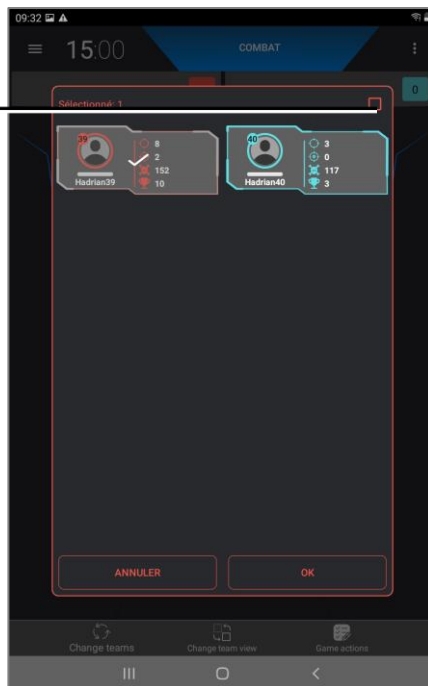 09:32
15:00 COMBAT
0
Sélectionné: 1
39 8
2
152
Hadrian39 10
40 3
0
117
Hadrian40 3
ANNULER OK
Change teams Change team view Game actions